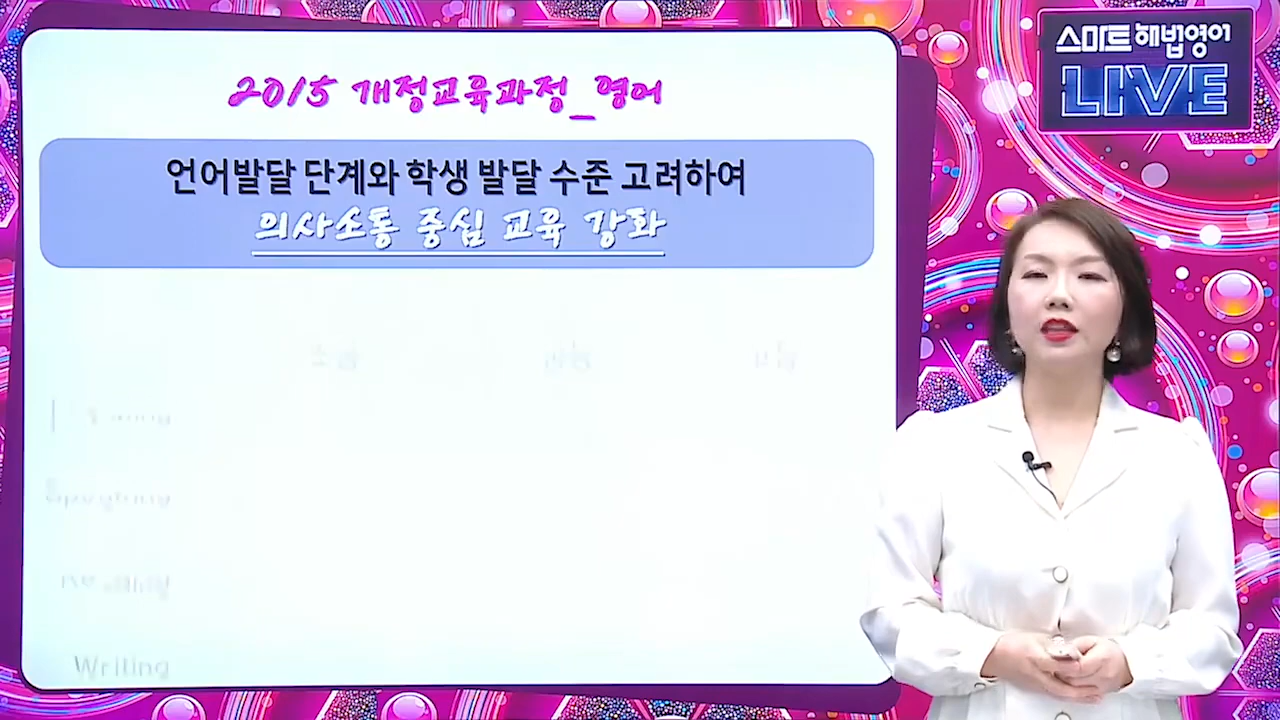 2015 개정교육과정_영어
언어발달 단계와 학생 발달 수준 고려하여
의사소통 중심 교육 강화
Writing
스마트해법영어
LIVE